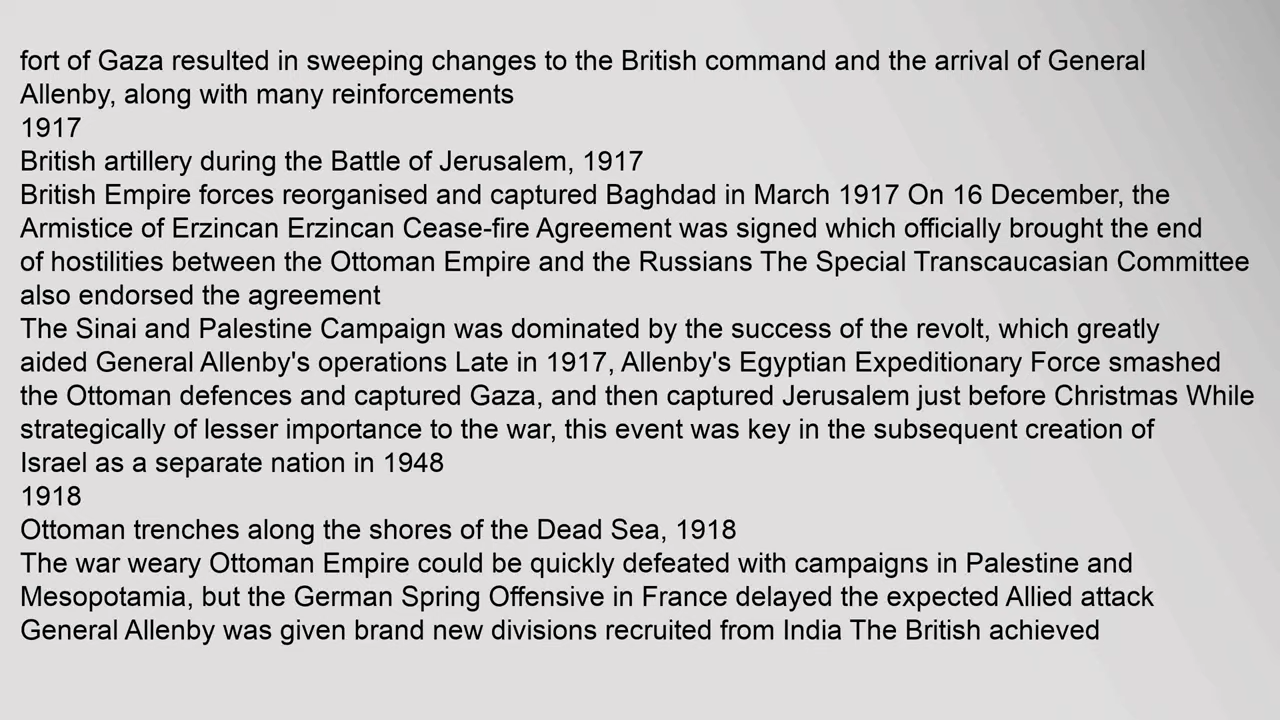 fort of Gaza resulted in sweeping changes to the British command and the arrival of General
Allenby, along with many reinforcements
1917
British artillery during the Battle of Jerusalem, 1917
British Empire forces reorganised and captured Baghdad in March 1917 On 16 December, the
Armistice of Erzincan Erzincan Cease-fire Agreement was signed which officially brought the end
of hostilities between the Ottoman Empire and the Russians The Special Transcaucasian Committee
also endorsed the agreement
The Sinai and Palestine Campaign was dominated by the success of the revolt, which greatly
aided General Allenby's operations Late in 1917, Allenby's Egyptian Expeditionary Force smashed
the Ottoman defences and captured Gaza, and then captured Jerusalem just before Christmas While
strategically of lesser importance to the war, this event was key in the subsequent creation of
Israel as a separate nation in 1948
1918
Ottoman trenches along the shores of the Dead Sea, 1918
The war weary Ottoman Empire could be quickly defeated with campaigns in Palestine and
Mesopotamia, but the German Spring Offensive in France delayed the expected Allied attack
General Allenby was given brand new divisions recruited from India The British achieved